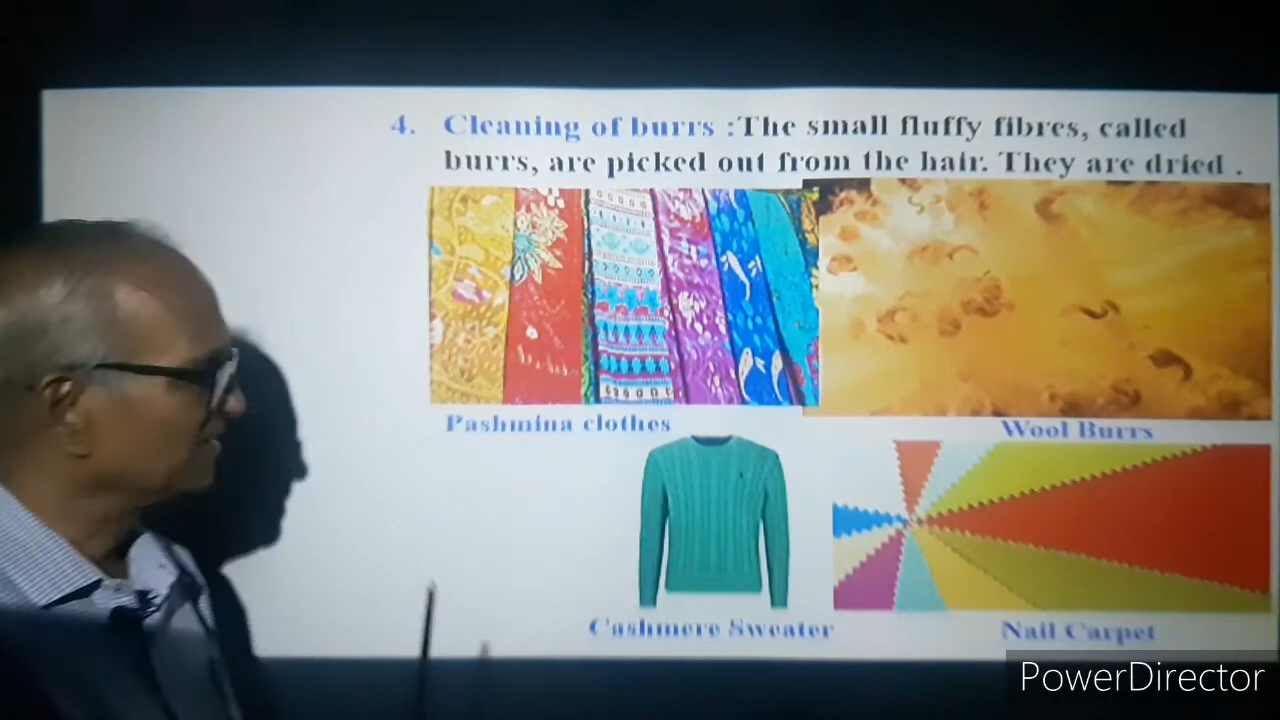 4. Cleaning of burrs :The small fluffy fibres, called
burrs, are picked out from the hair. They are dried .
Pashmina clothes
Wool Burrs
Cashmere Sweater
Nail Carpet
PowerDirector